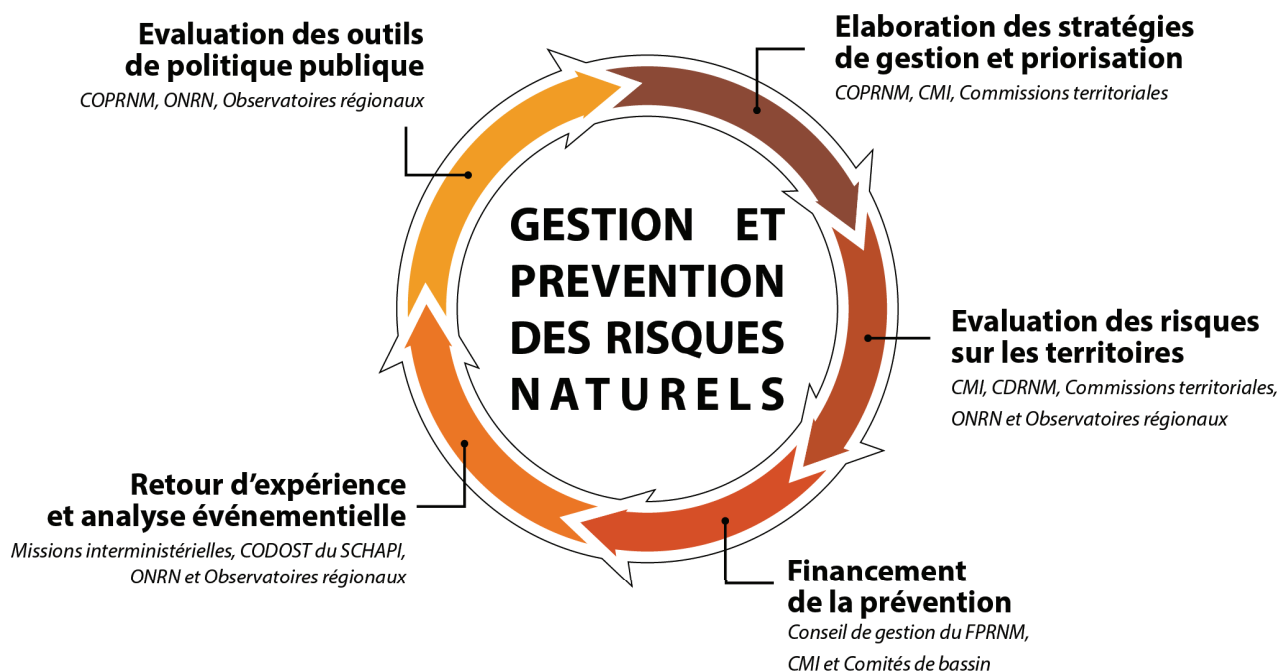 Evaluation des outils
de politique publique
COPRNM, ONRN, Observatoires régionaux
Elaboration des stratégies
de gestion et priorisation
COPRNM, CMI, Commissions territoriales
GESTION ET
PREVENTION
DES RISQUES
NATURELS
Evaluation des risques
sur les territoires
CMI, CDRNM, Commissions territoriales,
ONRN et Observatoires régionaux
Retour d’expérience
et analyse événementielle
Missions interministérielles, CODOST du SCHAPI,
ONRN et Observatoires régionaux
Financement
de la prévention
Conseil de gestion du FPRNM,
CMI et Comités de bassin